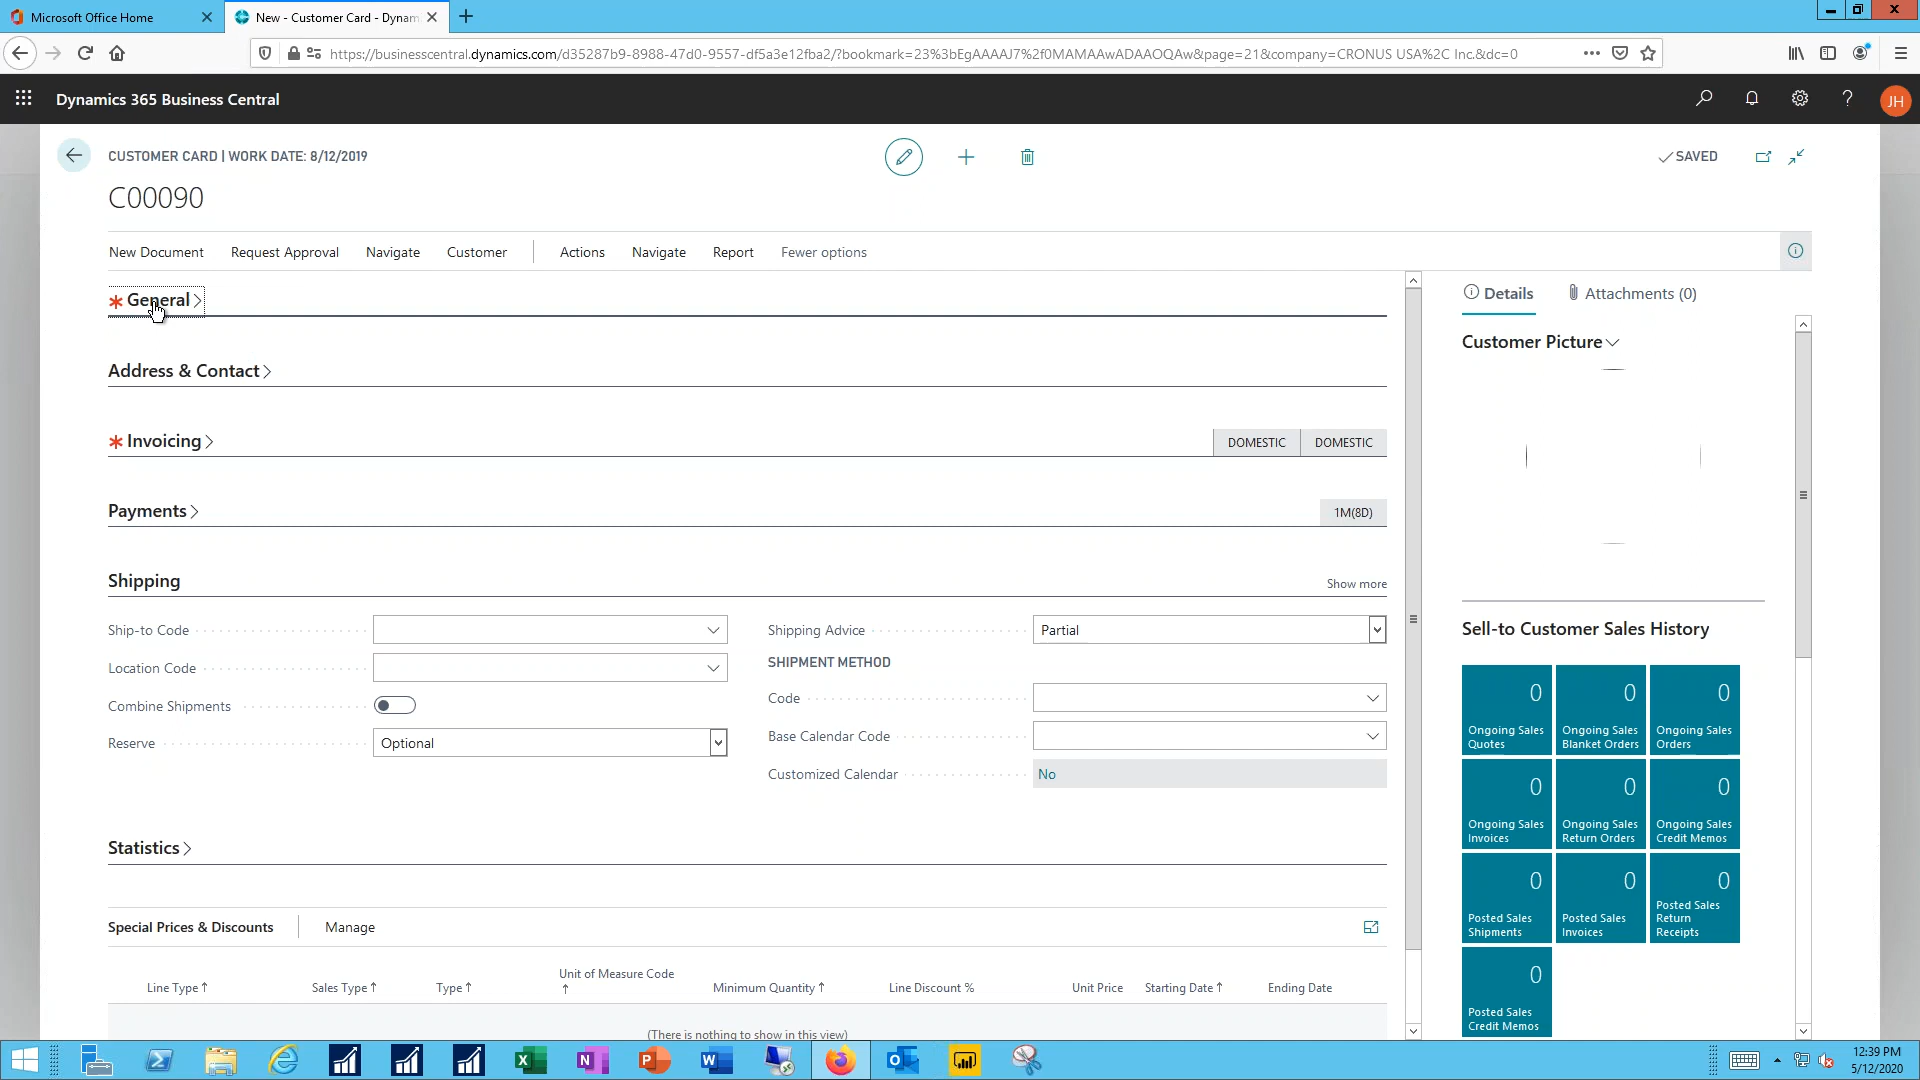 Microsoft Office Home
New - Customer Card - Dynam
https://businesscentral.dynamics.com/d35287b9-8988-47d0-9557-df5a3e12fba2/?bookmark=23%3bEgAAAAJ7%2f0MAMAAwADAAOQAw&page=21&company=CRONUS USA%2C Inc.&dc=0
Dynamics 365 Business Central
JH
CUSTOMER CARD | WORK DATE: 8/12/2019
SAVED
C00090
New Document Request Approval Navigate Customer Actions Navigate Report Fewer options
General
Address & Contact
Invoicing DOMESTIC DOMESTIC
Payments 1M(8D)
Shipping Show more
Ship-to Code
Location Code
Combine Shipments
Reserve Optional
Shipping Advice Partial
SHIPMENT METHOD
Code
Base Calendar Code
Customized Calendar No
Statistics
Special Prices & Discounts Manage
Line Type↑ Sales Type↑ Type↑ Unit of Measure Code ↑ Minimum Quantity↑ Line Discount % Unit Price Starting Date↑ Ending Date
(There is nothing to show in this view)
Details Attachments (0)
Customer Picture
Sell-to Customer Sales History
0 Ongoing Sales Quotes
0 Ongoing Sales Blanket Orders
0 Ongoing Sales Orders
0 Ongoing Sales Invoices
0 Ongoing Sales Return Orders
0 Ongoing Sales Credit Memos
0 Posted Sales Shipments
0 Posted Sales Invoices
0 Posted Sales Return Receipts
0 Posted Sales Credit Memos
12:39 PM
5/12/2020